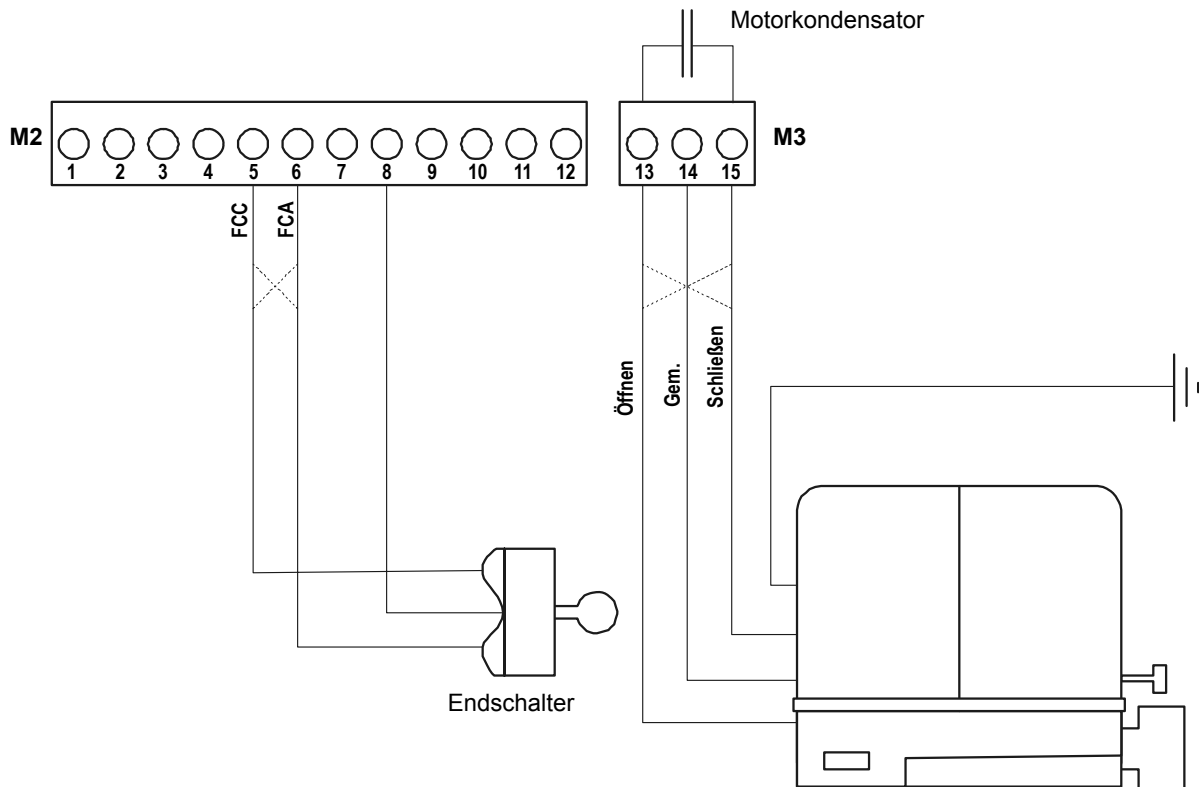 Motorkondensator
M2
1 2 3 4 5 6 7 8 9 10 11 12
13 14 15
M3
FCC
FCA
Öffnen
Gem.
Schließen
Endschalter